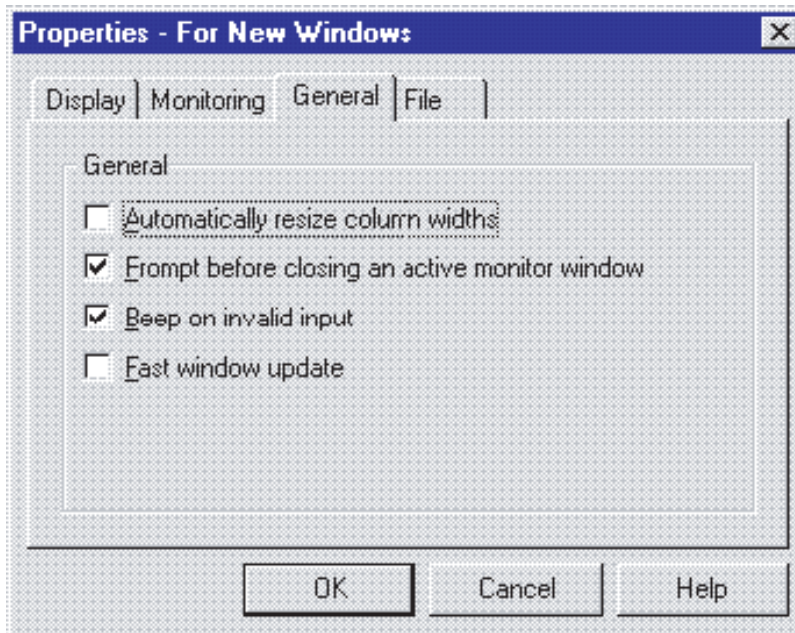 Properties - For New Windows
Display Monitoring General File
General
Automatically resize column widths
Prompt before closing an active monitor window
Beep on invalid input
Fast window update
OK Cancel Help